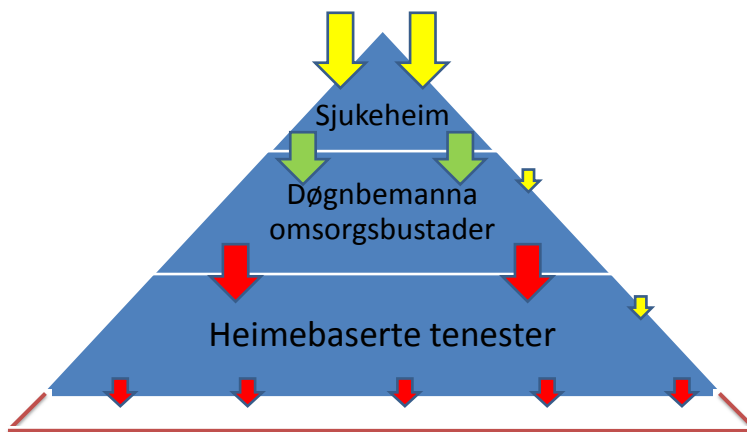 Sjukeheim
Døgnbemanna
omsorgsbustader
Heimebaserte tenester